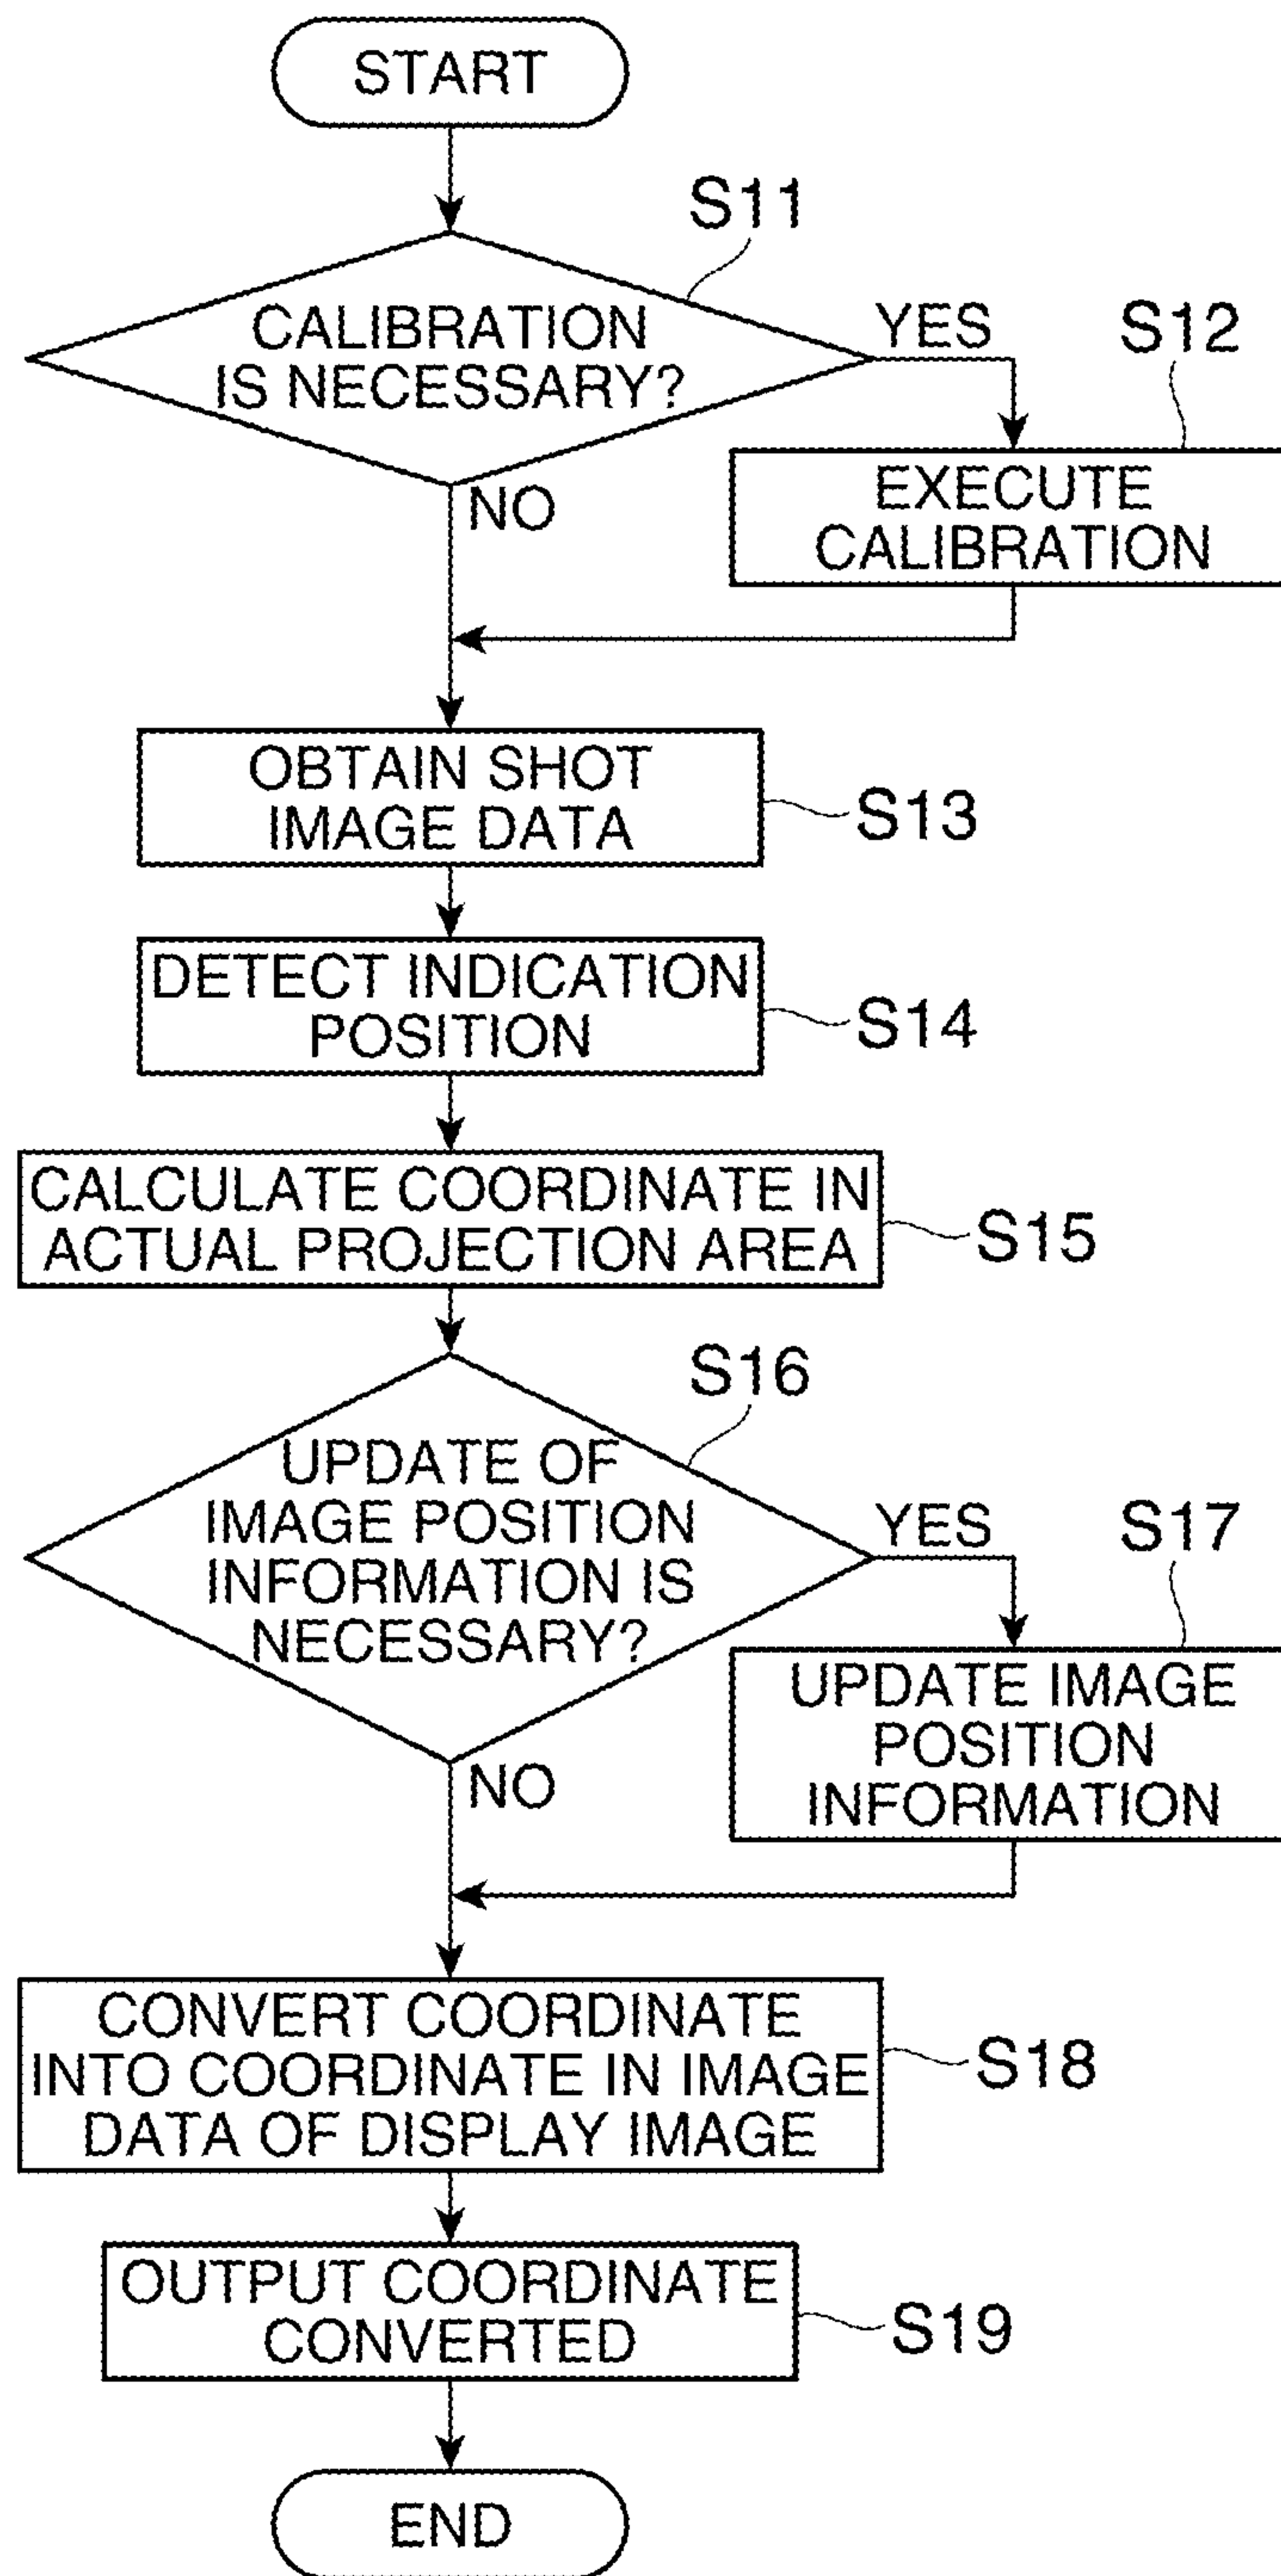 START
S11
CALIBRATION
IS NECESSARY?
YES
S12
EXECUTE
CALIBRATION
NO
OBTAIN SHOT
IMAGE DATA
S13
DETECT INDICATION
POSITION
S14
CALCULATE COORDINATE IN
ACTUAL PROJECTION AREA
S15
S16
UPDATE OF
IMAGE POSITION
INFORMATION IS
NECESSARY?
YES
S17
UPDATE IMAGE
POSITION
INFORMATION
NO
CONVERT COORDINATE
INTO COORDINATE IN IMAGE
DATA OF DISPLAY IMAGE
S18
OUTPUT COORDINATE
CONVERTED
S19
END